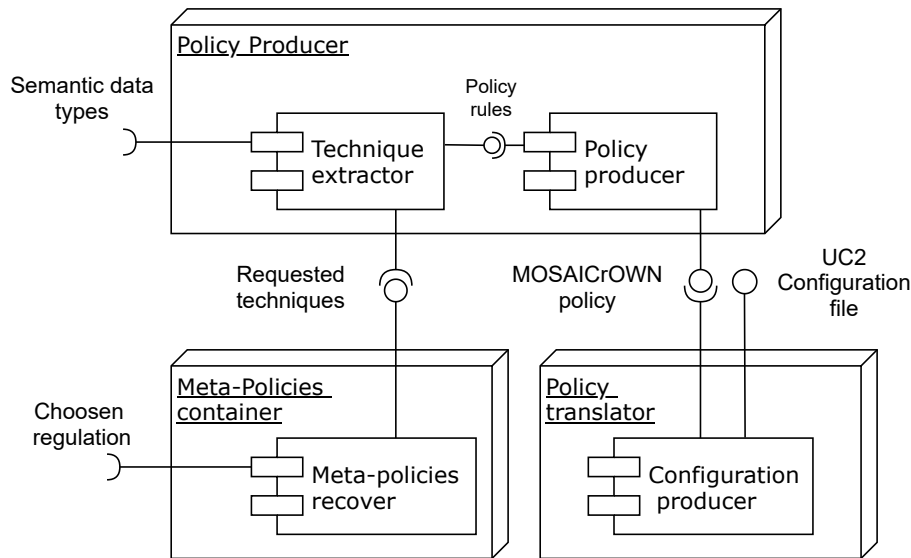 Policy Producer
Semantic data
types
Policy
rules
Technique
extractor
Policy
producer
Requested
techniques
MOSAICrOWN
policy
UC2
Configuration
file
Meta-Policies
container
Policy
translator
Choosen
regulation
Meta-policies
recover
Configuration
producer